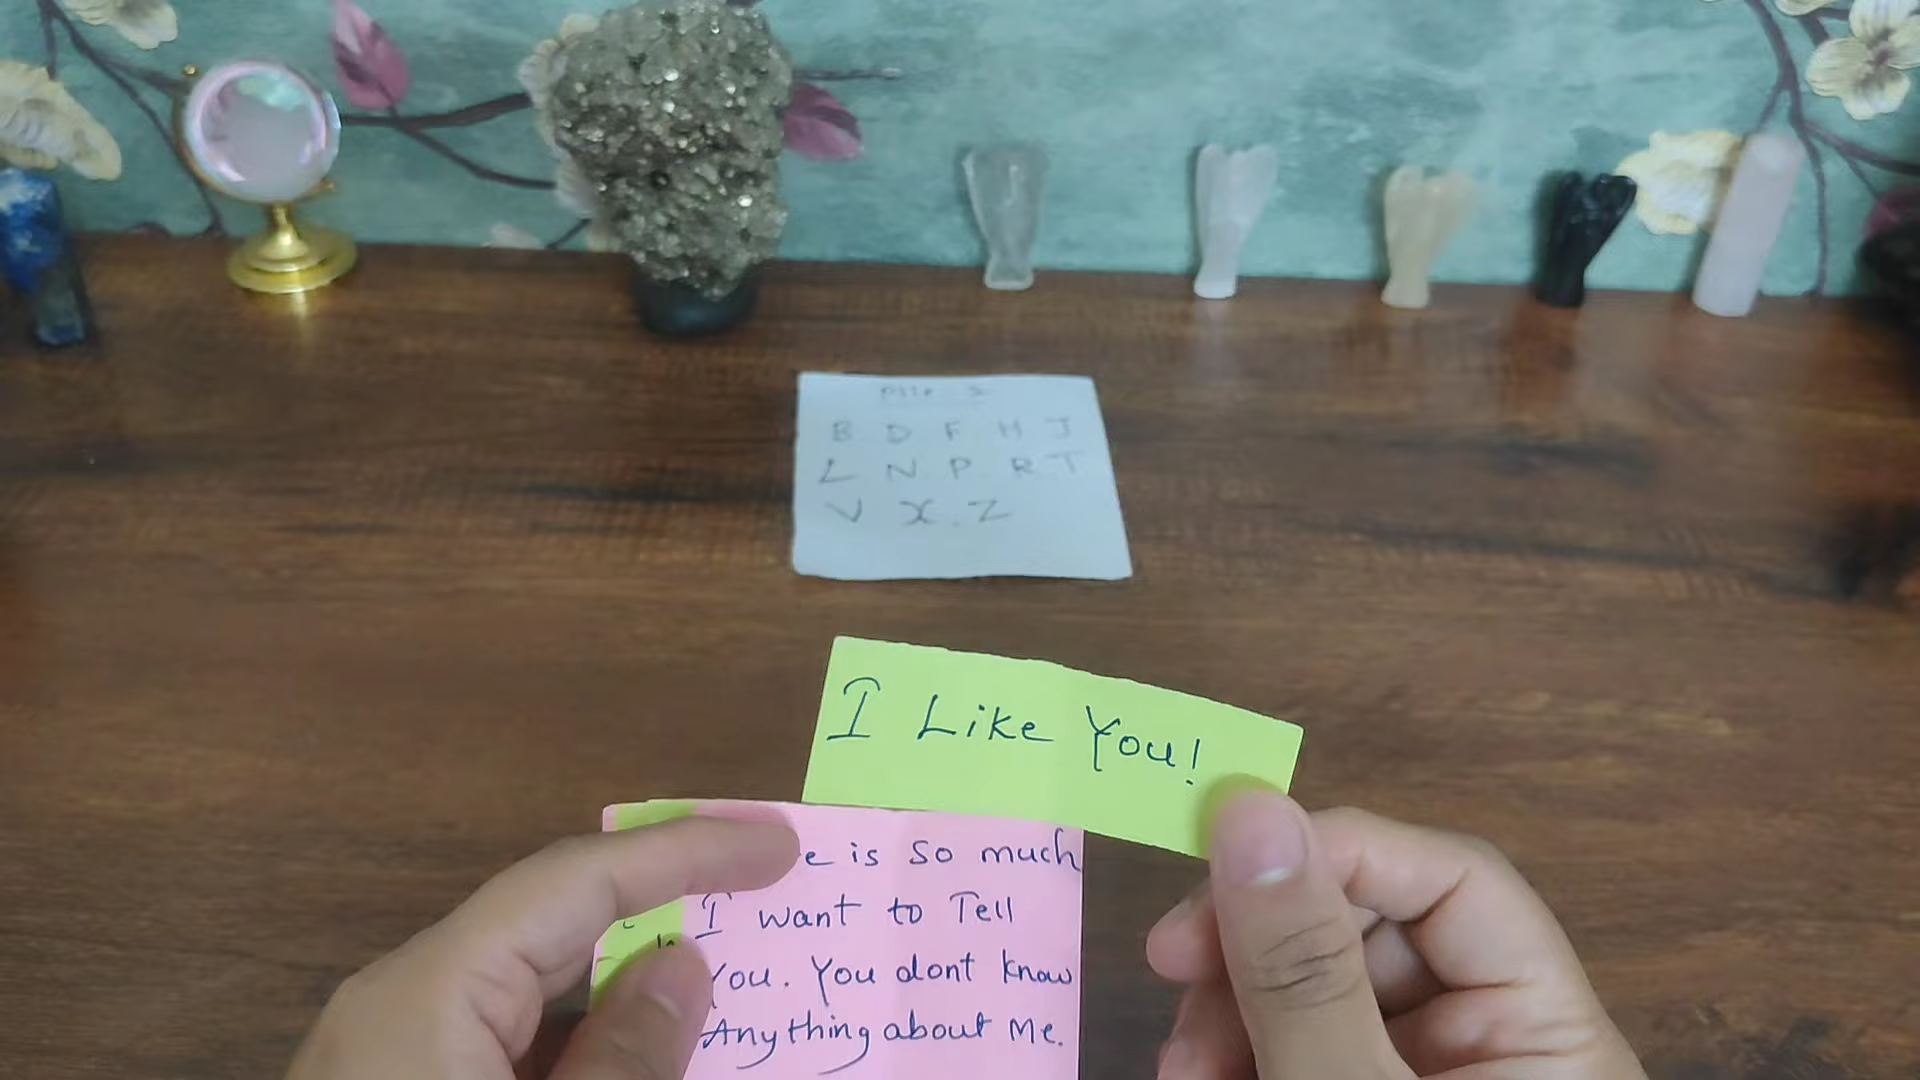 B D F H J
L N P R T
V X Z
I Like You!
is so much
I want to Tell
You. You dont know
Anything about Me.